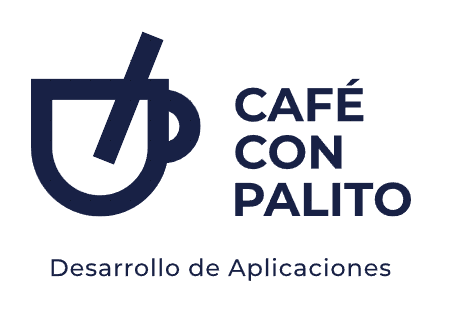 CAFÉ
CON
PALITO
Desarrollo de Aplicaciones